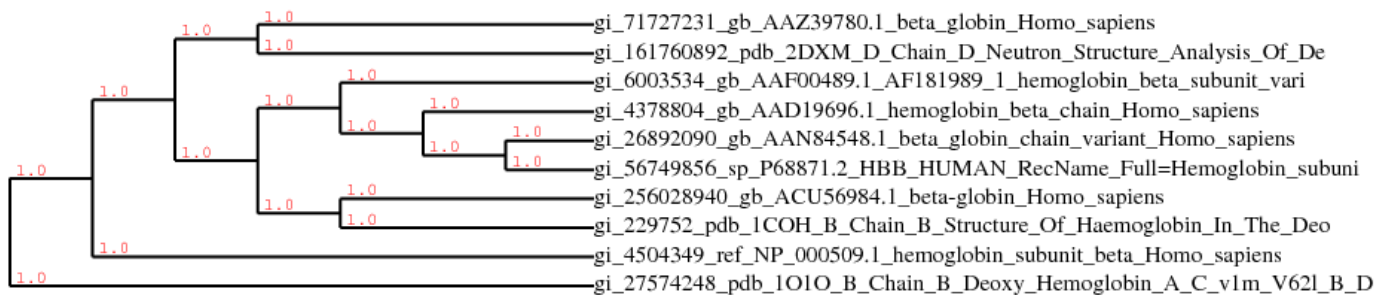 1.0
gi_71727231_gb_AAZ39780.1_beta_globin_Homo_sapiens
1.0
1.0
gi_161760892_pdb_2DXM_D_Chain_D_Neutron_Structure_Analysis_Of_De
1.0
gi_6003534_gb_AAF00489.1_AF181989_1_hemoglobin_beta_subunit_vari
1.0
1.0
1.0
gi_4378804_gb_AAD19696.1_hemoglobin_beta_chain_Homo_sapiens
1.0
1.0
gi_26892090_gb_AAN84548.1_beta_globin_chain_variant_Homo_sapiens
1.0
1.0
gi_56749856_sp_P68871.2_HBB_HUMAN_RecName_Full=Hemoglobin_subuni
1.0
1.0
gi_256028940_gb_ACU56984.1_beta-globin_Homo_sapiens
1.0
1.0
gi_229752_pdb_1COH_B_Chain_B_Structure_Of_Haemoglobin_In_The_Deo
1.0
gi_4504349_ref_NP_000509.1_hemoglobin_subunit_beta_Homo_sapiens
1.0
gi_27574248_pdb_1O1O_B_Chain_B_Deoxy_Hemoglobin_A_C_v1m_V62l_B_D